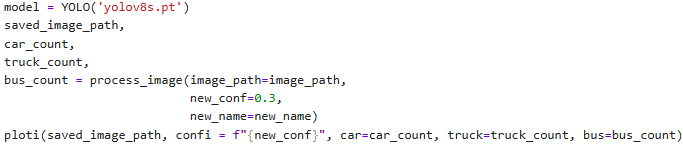 model = YOLO('yolov8s.pt')
saved_image_path,
car_count,
truck_count,
bus_count = process_image(image_path=image_path,
                          new_conf=0.3,
                          new_name=new_name)
ploti(saved_image_path, confi = f"{new_conf}", car=car_count, truck=truck_count, bus=bus_count)